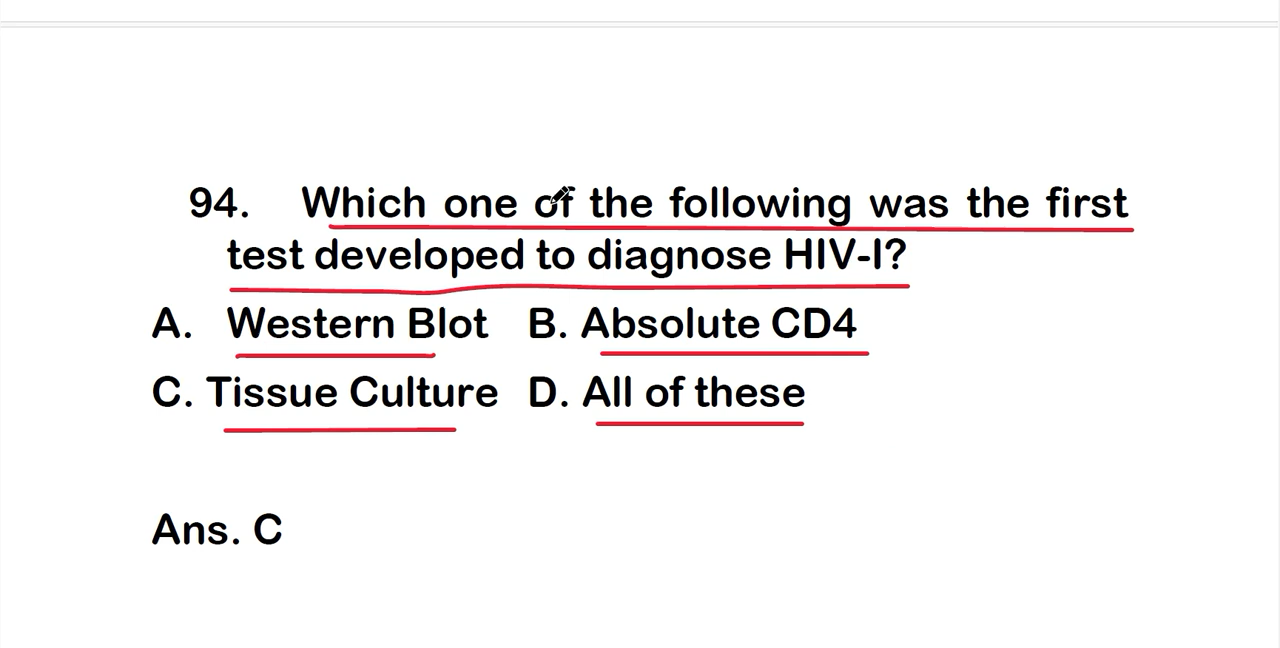 94. Which one of the following was the first
test developed to diagnose HIV-I?
A. Western Blot B. Absolute CD4
C. Tissue Culture D. All of these
Ans. C